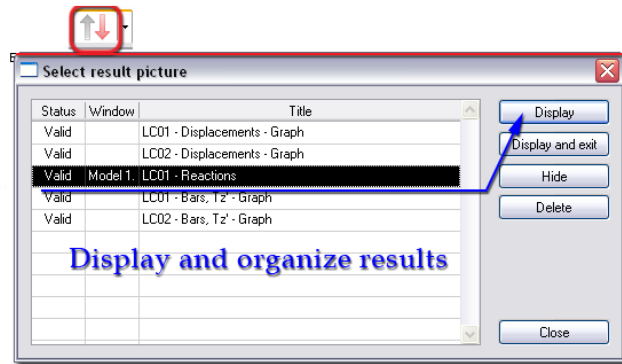 Select result picture
Status Window Title
Valid LC01 - Displacements - Graph
Valid LC02 - Displacements - Graph
Valid Model 1. LC01 - Reactions
Valid LC01 - Bars, Tz' - Graph
Valid LC02 - Bars, Tz' - Graph
Display
Display and exit
Hide
Delete
Display and organize results
Close